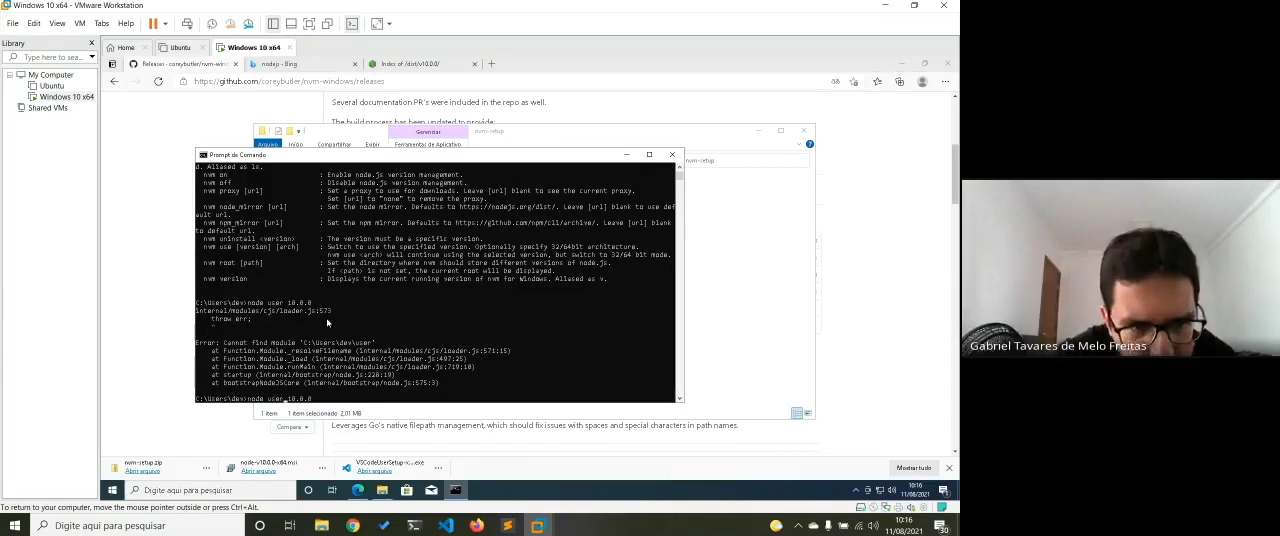 Windows 10 x64 - VMware Workstation
File Edit View VM Tabs Help
Library
Type here to sea...
My Computer
Ubuntu
Windows 10 x64
Shared VMs
Home
Ubuntu
Windows 10 x64
Releases · coreybutler/nvm-wind
nodejs - Bing
Index of /dist/v10.0.0/
https://github.com/coreybutler/nvm-windows/releases
Several documentation PR's were included in the repo as well.
The build process has been updated to provide:
Gerenciar
nvm-setup
Arquivo Início Compartilhar Exibir Ferramentas de Aplicativo
nvm-setup
Prompt de Comando
d. Aliased as ls.
nvm on : Enable node.js version management.
nvm off : Disable node.js version management.
nvm proxy [url] : Set a proxy to use for downloads. Leave [url] blank to see the current proxy.
Set [url] to "none" to remove the proxy.
nvm node_mirror [url] : Set the node mirror. Defaults to https://nodejs.org/dist/. Leave [url] blank to use def
ault url.
nvm npm_mirror [url] : Set the npm mirror. Defaults to https://github.com/npm/cli/archive/. Leave [url] blank
to default url.
nvm uninstall <version> : The version must be a specific version.
nvm use [version] [arch] : Switch to use the specified version. Optionally specify 32/64bit architecture.
nvm use <arch> will continue using the selected version, but switch to 32/64 bit mode.
nvm root [path] : Set the directory where nvm should store different versions of node.js.
If <path> is not set, the current root will be displayed.
nvm version : Displays the current running version of nvm for Windows. Aliased as v.
C:\Users\dev>node user 10.0.0
internal/modules/cjs/loader.js:573
throw err;
^
Error: Cannot find module 'C:\Users\dev\user'
at Function.Module._resolveFilename (internal/modules/cjs/loader.js:571:15)
at Function.Module._load (internal/modules/cjs/loader.js:497:25)
at Function.Module.runMain (internal/modules/cjs/loader.js:719:10)
at startup (internal/bootstrap/node.js:228:19)
at bootstrapNodeJSCore (internal/bootstrap/node.js:575:3)
C:\Users\dev>node user 10.0.0
1 item 1 item selecionado 2,01 MB
Compare
Leverages Go's native filepath management, which should fix issues with spaces and special characters in path names.
nvm-setup.zip
Abrir arquivo
node-v10.0.0-x64.msi
Abrir arquivo
VSCodeUserSetup-x....exe
Abrir arquivo
Mostrar tudo
Digite aqui para pesquisar
10:16
11/08/2021
To return to your computer, move the mouse pointer outside or press Ctrl+Alt.
Digite aqui para pesquisar
10:16
11/08/2021
30
Gabriel Tavares de Melo Freitas